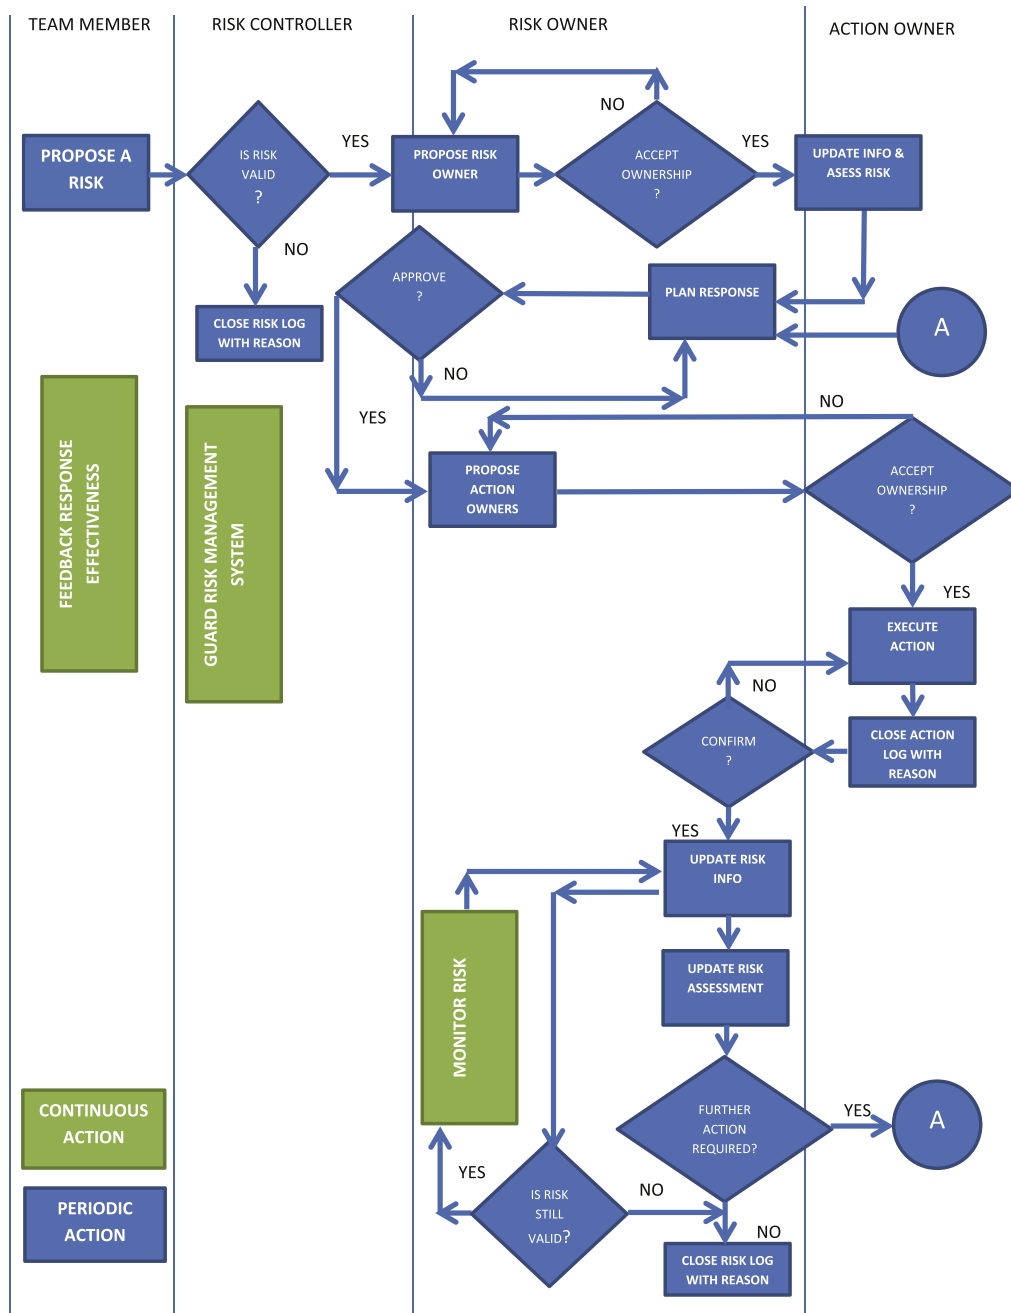 TEAM MEMBER
RISK CONTROLLER
RISK OWNER
ACTION OWNER
PROPOSE A
RISK
IS RISK
VALID
?
YES
NO
CLOSE RISK LOG
WITH REASON
PROPOSE RISK
OWNER
NO
ACCEPT
OWNERSHIP
?
YES
UPDATE INFO &
ASESS RISK
APPROVE
?
PLAN RESPONSE
A
NO
YES
NO
PROPOSE
ACTION
OWNERS
ACCEPT
OWNERSHIP
?
YES
FEEDBACK RESPONSE
EFFECTIVENESS
GUARD RISK MANAGEMENT
SYSTEM
EXECUTE
ACTION
NO
CONFIRM
?
CLOSE ACTION
LOG WITH
REASON
YES
UPDATE RISK
INFO
MONITOR RISK
UPDATE RISK
ASSESSMENT
FURTHER
ACTION
REQUIRED?
YES
A
YES
IS RISK
STILL
VALID?
NO
NO
CLOSE RISK LOG
WITH REASON
CONTINUOUS
ACTION
PERIODIC
ACTION